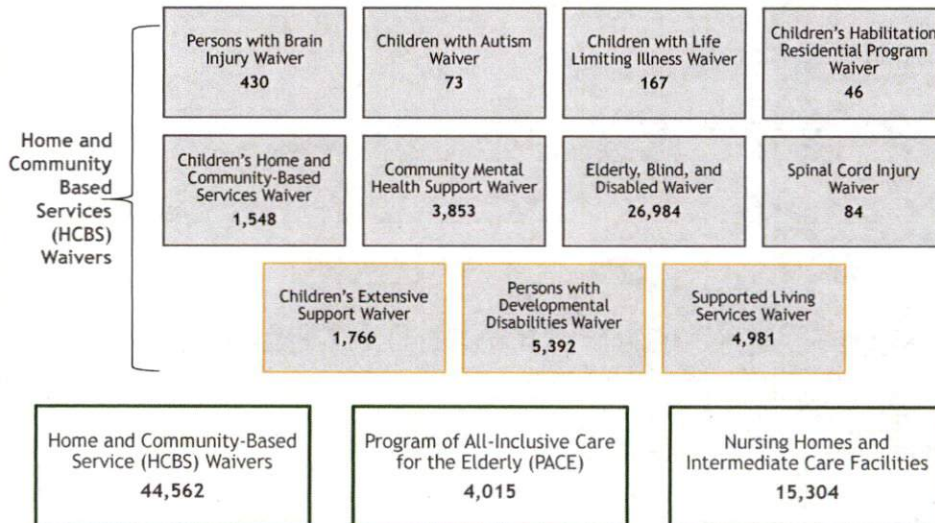 Persons with Brain
Injury Waiver
430
Children with Autism
Waiver
73
Children with Life
Limiting Illness Waiver
167
Children's Habilitation
Residential Program
Waiver
46
Home and
Community
Based
Services
(HCBS)
Waivers
Children's Home and
Community-Based
Services Waiver
1,548
Community Mental
Health Support Waiver
3,853
Elderly, Blind, and
Disabled Waiver
26,984
Spinal Cord Injury
Waiver
84
Children's Extensive
Support Waiver
1,766
Persons with
Developmental
Disabilities Waiver
5,392
Supported Living
Services Waiver
4,981
Home and Community-Based
Service (HCBS) Waivers
44,562
Program of All-Inclusive Care
for the Elderly (PACE)
4,015
Nursing Homes and
Intermediate Care Facilities
15,304